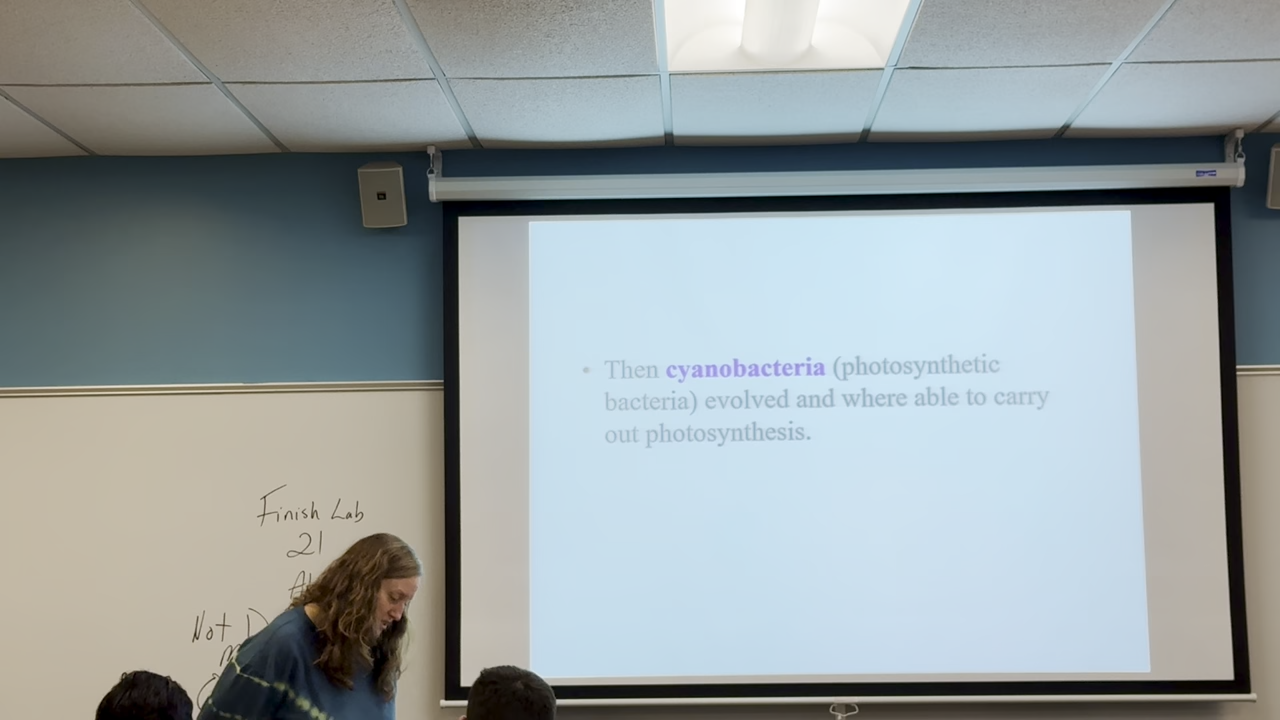 • Then cyanobacteria (photosynthetic
bacteria) evolved and where able to carry
out photosynthesis.
Finish Lab
21
Not